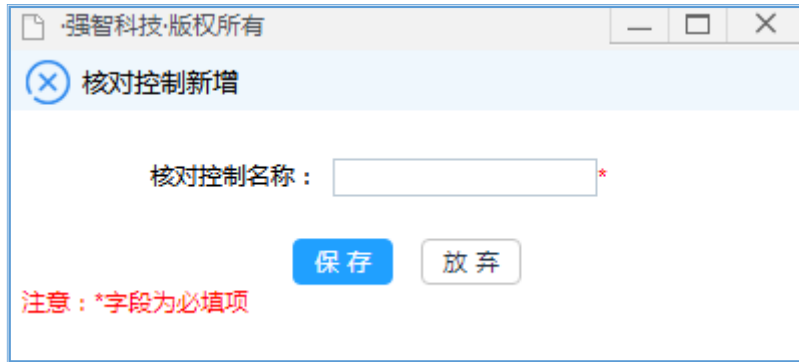 ·强智科技·版权所有
核对控制新增
核对控制名称： *
保 存 放 弃
注意：*字段为必填项